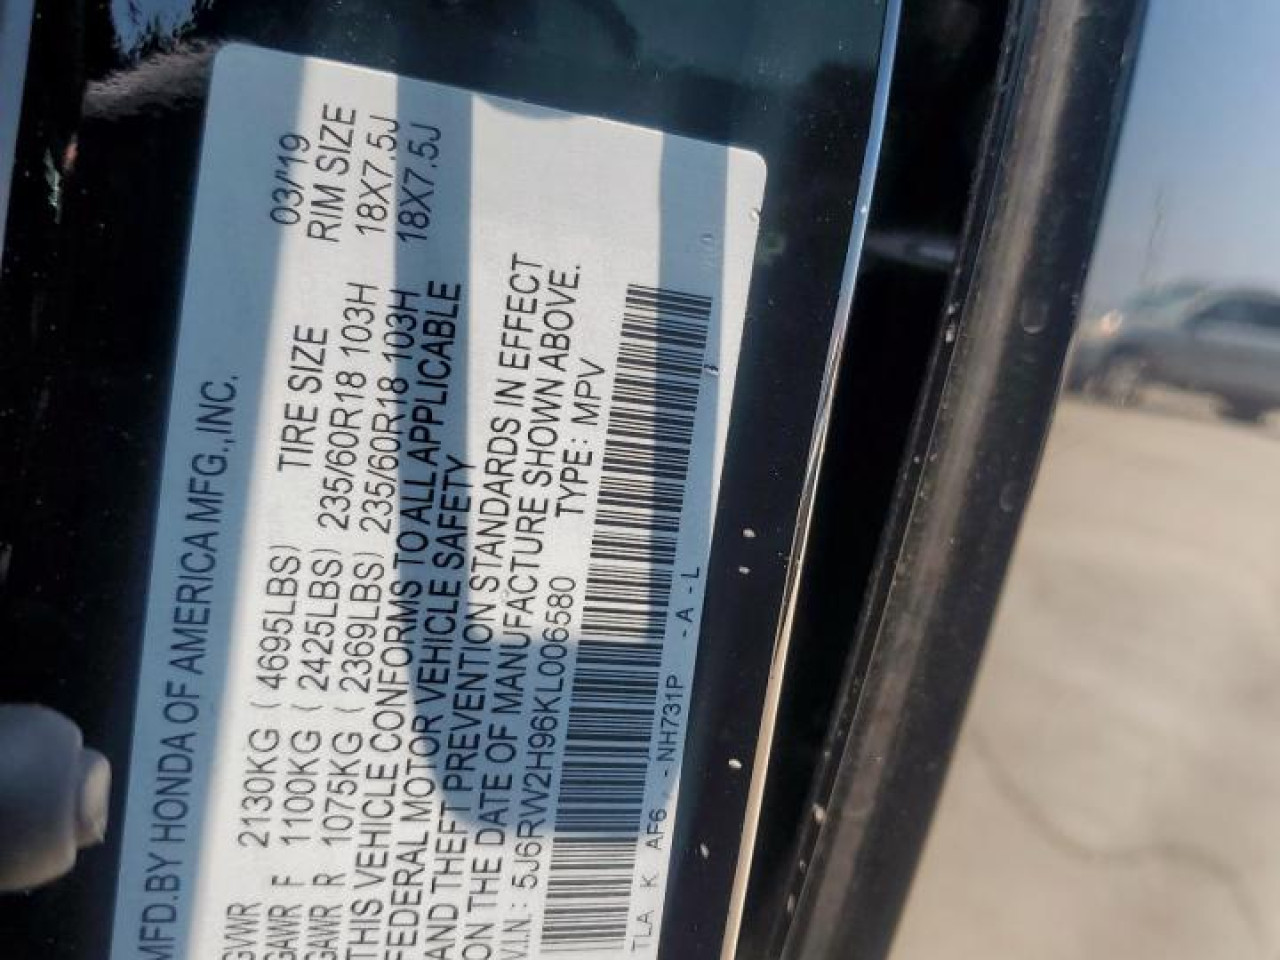 MFD.BY HONDA OF AMERICA MFG.,INC.
03/'19
GVWR 2130KG ( 4695LBS) TIRE SIZE RIM SIZE
GAWR F 1100KG ( 2425LBS) 235/60R18 103H 18X7.5J
GAWR R 1075KG ( 2369LBS) 235/60R18 103H 18X7.5J
THIS VEHICLE CONFORMS TO ALL APPLICABLE
FEDERAL MOTOR VEHICLE SAFETY
AND THEFT PREVENTION STANDARDS IN EFFECT
ON THE DATE OF MANUFACTURE SHOWN ABOVE.
V.I.N.: 5J6RW2H96KL006580 TYPE: MPV
TLA K AF6 - NH731P - A - L